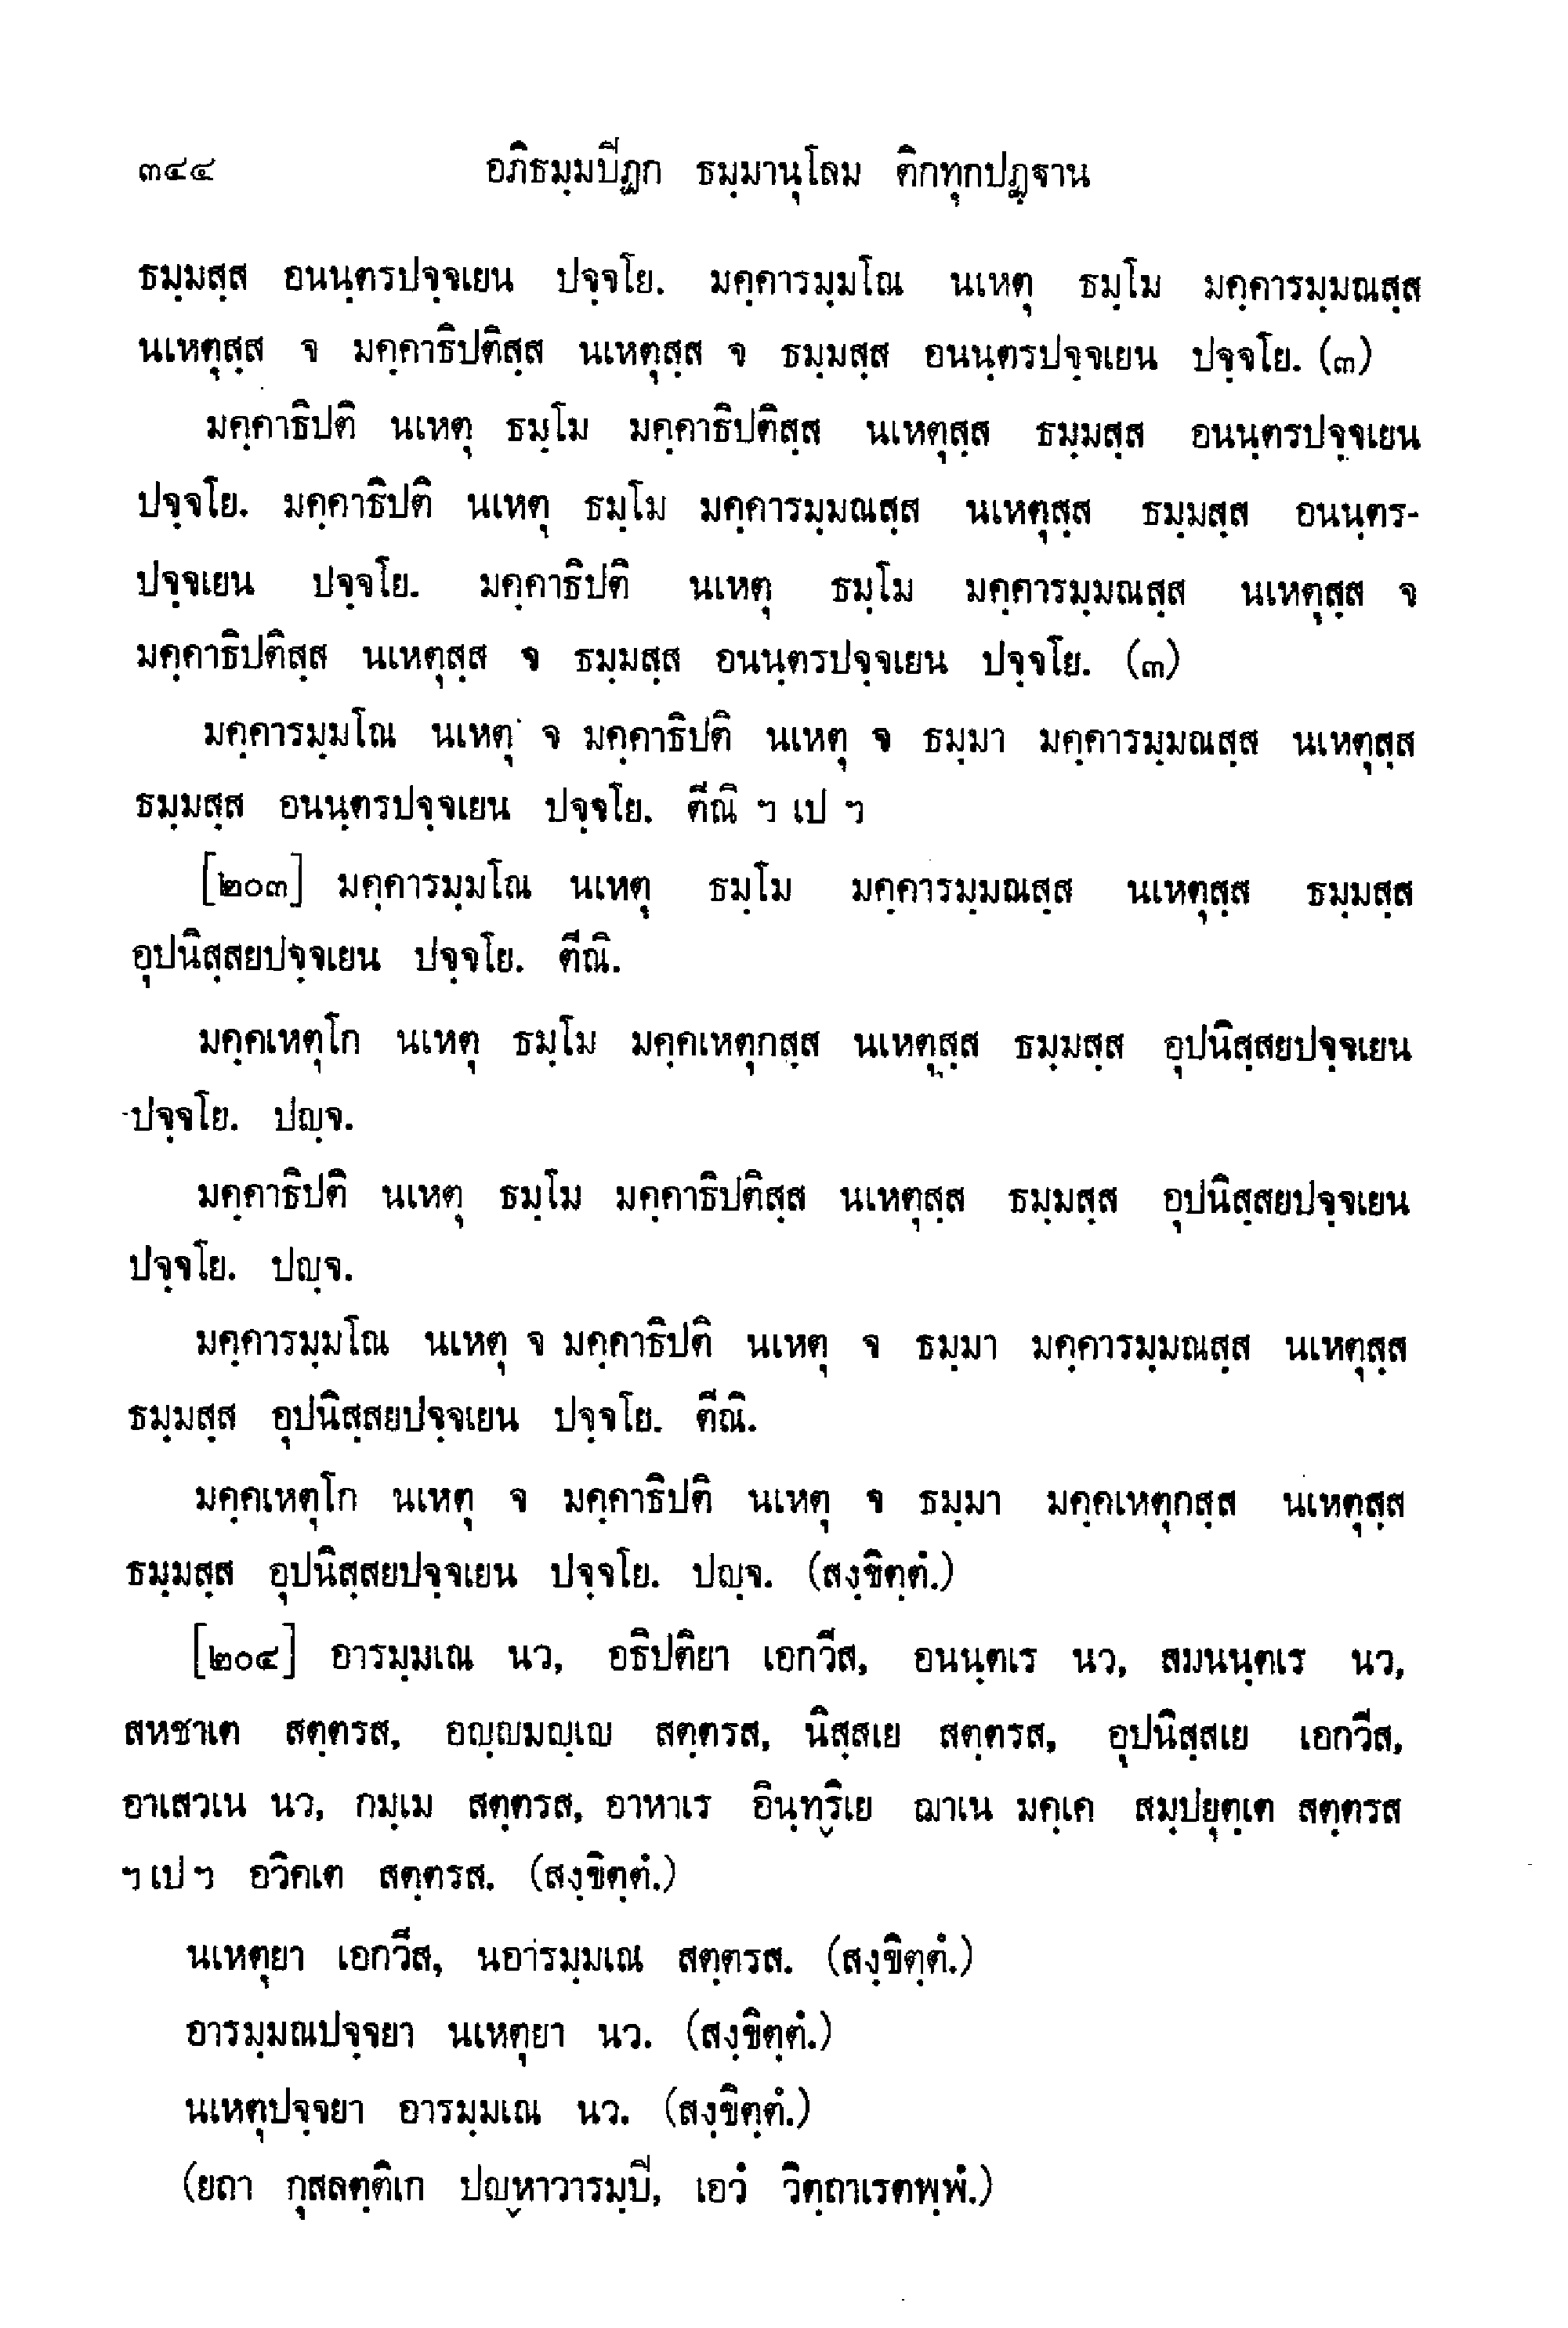 ๓๔๔ อภิธมฺมปีฏก ธมฺมานุโลม ติกทุกปฏฺฐาน
ธมฺมสฺส อนนฺตรปจฺจเยน ปจฺจโย. มคฺคารมฺมโณ นเหตุ ธมฺโม มคฺคารมฺมณสฺส
นเหตุสฺส จ มคฺคาธิปติสฺส นเหตุสฺส จ ธมฺมสฺส อนนฺตรปจฺจเยน ปจฺจโย. (๓)
มคฺคาธิปติ นเหตุ ธมฺโม มคฺคาธิปติสฺส นเหตุสฺส ธมฺมสฺส อนนฺตรปจฺจเยน
ปจฺจโย. มคฺคาธิปติ นเหตุ ธมฺโม มคฺคารมฺมณสฺส นเหตุสฺส ธมฺมสฺส อนนฺตร-
ปจฺจเยน ปจฺจโย. มคฺคาธิปติ นเหตุ ธมฺโม มคฺคารมฺมณสฺส นเหตุสฺส จ
มคฺคาธิปติสฺส นเหตุสฺส จ ธมฺมสฺส อนนฺตรปจฺจเยน ปจฺจโย. (๓)
มคฺคารมฺมโณ นเหตุ จ มคฺคาธิปติ นเหตุ จ ธมฺมา มคฺคารมฺมณสฺส นเหตุสฺส
ธมฺมสฺส อนนฺตรปจฺจเยน ปจฺจโย. ตีณิ ฯ เป ฯ
[๒๐๓] มคฺคารมฺมโณ นเหตุ ธมฺโม มคฺคารมฺมณสฺส นเหตุสฺส ธมฺมสฺส
อุปนิสฺสยปจฺจเยน ปจฺจโย. ตีณิ.
มคฺคเหตุโก นเหตุ ธมฺโม มคฺคเหตุกสฺส นเหตุสฺส ธมฺมสฺส อุปนิสฺสยปจฺจเยน
ปจฺจโย. ปญฺจ.
มคฺคาธิปติ นเหตุ ธมฺโม มคฺคาธิปติสฺส นเหตุสฺส ธมฺมสฺส อุปนิสฺสยปจฺจเยน
ปจฺจโย. ปญฺจ.
มคฺคารมฺมโณ นเหตุ จ มคฺคาธิปติ นเหตุ จ ธมฺมา มคฺคารมฺมณสฺส นเหตุสฺส
ธมฺมสฺส อุปนิสฺสยปจฺจเยน ปจฺจโย. ตีณิ.
มคฺคเหตุโก นเหตุ จ มคฺคาธิปติ นเหตุ จ ธมฺมา มคฺคเหตุกสฺส นเหตุสฺส
ธมฺมสฺส อุปนิสฺสยปจฺจเยน ปจฺจโย. ปญฺจ. (สงฺขิตฺตํ.)
[๒๐๔] อารมฺมเณ นว, อธิปติยา เอกวีส, อนนฺตเร นว, สมนนฺตเร นว,
สหชาเต สตฺตรส, อญฺญมญฺเญ สตฺตรส, นิสฺสเย สตฺตรส, อุปนิสฺสเย เอกวีส,
อาเสวเน นว, กมฺเม สตฺตรส, อาหาเร อินฺทฺริเย ฌาเน มคฺเค สมฺปยุตฺเต สตฺตรส
ฯ เป ฯ อวิคเต สตฺตรส. (สงฺขิตฺตํ.)
นเหตุยา เอกวีส, นอารมฺมเณ สตฺตรส. (สงฺขิตฺตํ.)
อารมฺมณปจฺจยา นเหตุยา นว. (สงฺขิตฺตํ.)
นเหตุปจฺจยา อารมฺมเณ นว. (สงฺขิตฺตํ.)
(ยถา กุสลตฺติเก ปญฺหาวารมฺปิ, เอวํ วิตฺถาเรตพฺพํ.)